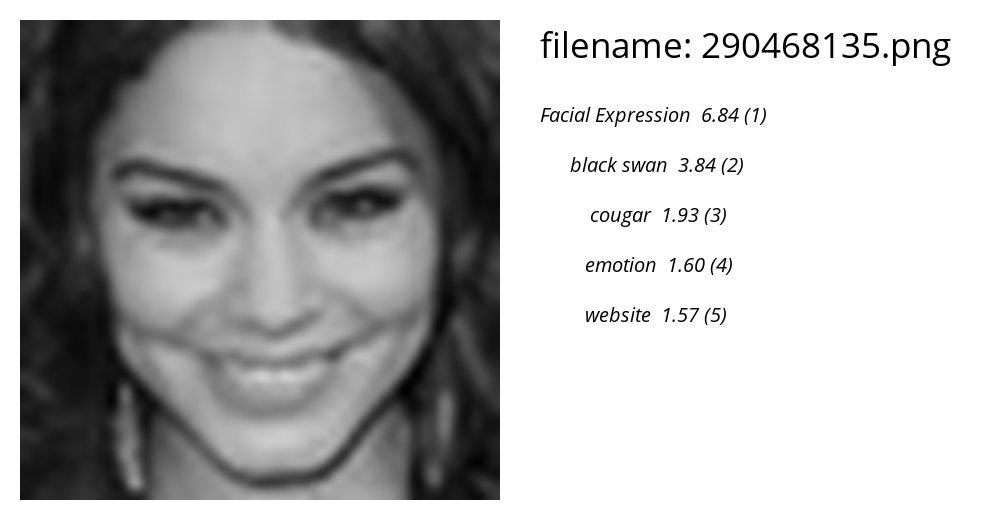 filename: 290468135.png
Facial Expression 6.84 (1)
black swan 3.84 (2)
cougar 1.93 (3)
emotion 1.60 (4)
website 1.57 (5)